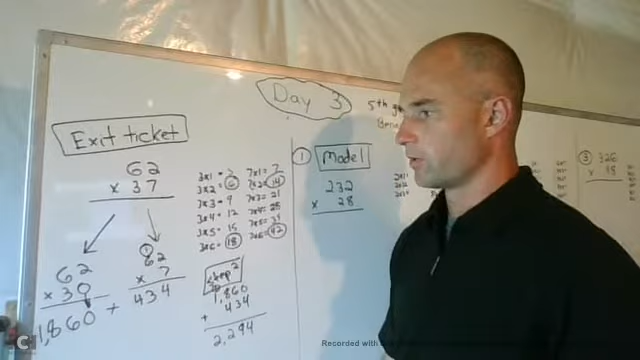 Day 3
5th g
Exit ticket
62
x 37
3x1 = 3
3x2 = 6
3x3 = 9
3x4 = 12
3x5 = 15
3x6 = 18
7x1 = 7
7x2 = 14
7x3 = 21
7x4 = 28
7x5 = 35
7x6 = 42
62
x 30
1,860
+
1
62
x 7
434
step 2
1,860
+ 434
2,294
1 Model
232
x 28
3 326
Recorded with